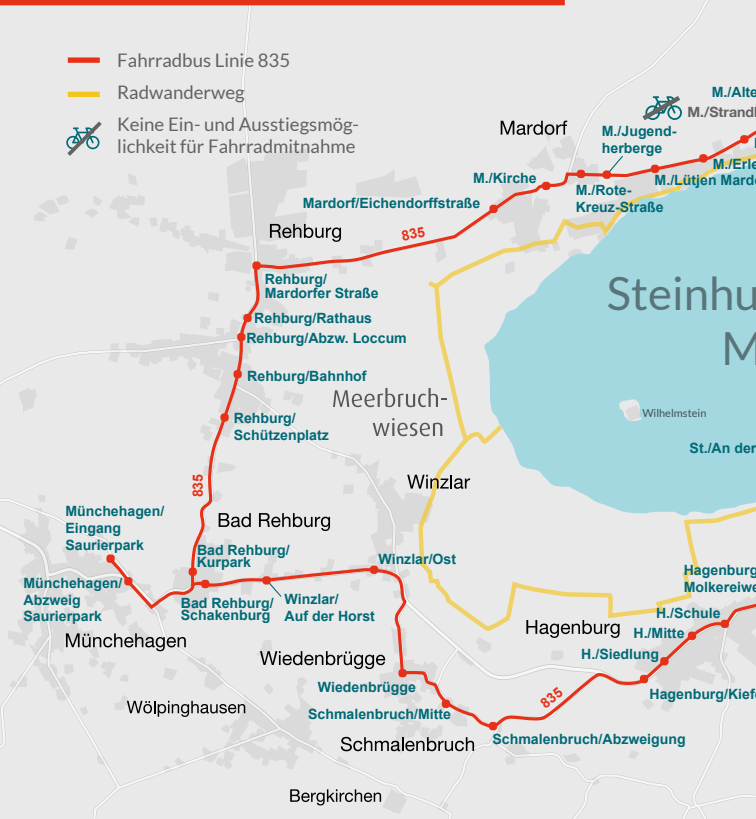 Fahrradbus Linie 835
Radwanderweg
Keine Ein- und Ausstiegsmög-
lichkeit für Fahrradmitnahme
M./Alte
M./Strandl
Mardorf
M./Jugend-
herberge
M./Erle
M./Lütjen Mardo
M./Kirche
M./Rote-
Kreuz-Straße
Mardorf/Eichendorffstraße
Rehburg
835
Rehburg/
Mardorfer Straße
Steinhu
Rehburg/Rathaus
Rehburg/Abzw. Loccum
M
Rehburg/Bahnhof
Meerbruch-
wiesen
Wilhelmstein
Rehburg/
Schützenplatz
St./An der
835
Winzlar
Münchehagen/
Eingang
Saurierpark
Bad Rehburg
Bad Rehburg/
Kurpark
Winzlar/Ost
Hagenburg
Molkereiwe
Münchehagen/
Abzweig
Saurierpark
Bad Rehburg/
Schakenburg
Winzlar/
Auf der Horst
H./Schule
Hagenburg
H./Mitte
Münchehagen
H./Siedlung
Wiedenbrügge
Wiedenbrügge
835
Hagenburg/Kiefe
Wölpinghausen
Schmalenbruch/Mitte
Schmalenbruch
Schmalenbruch/Abzweigung
Bergkirchen